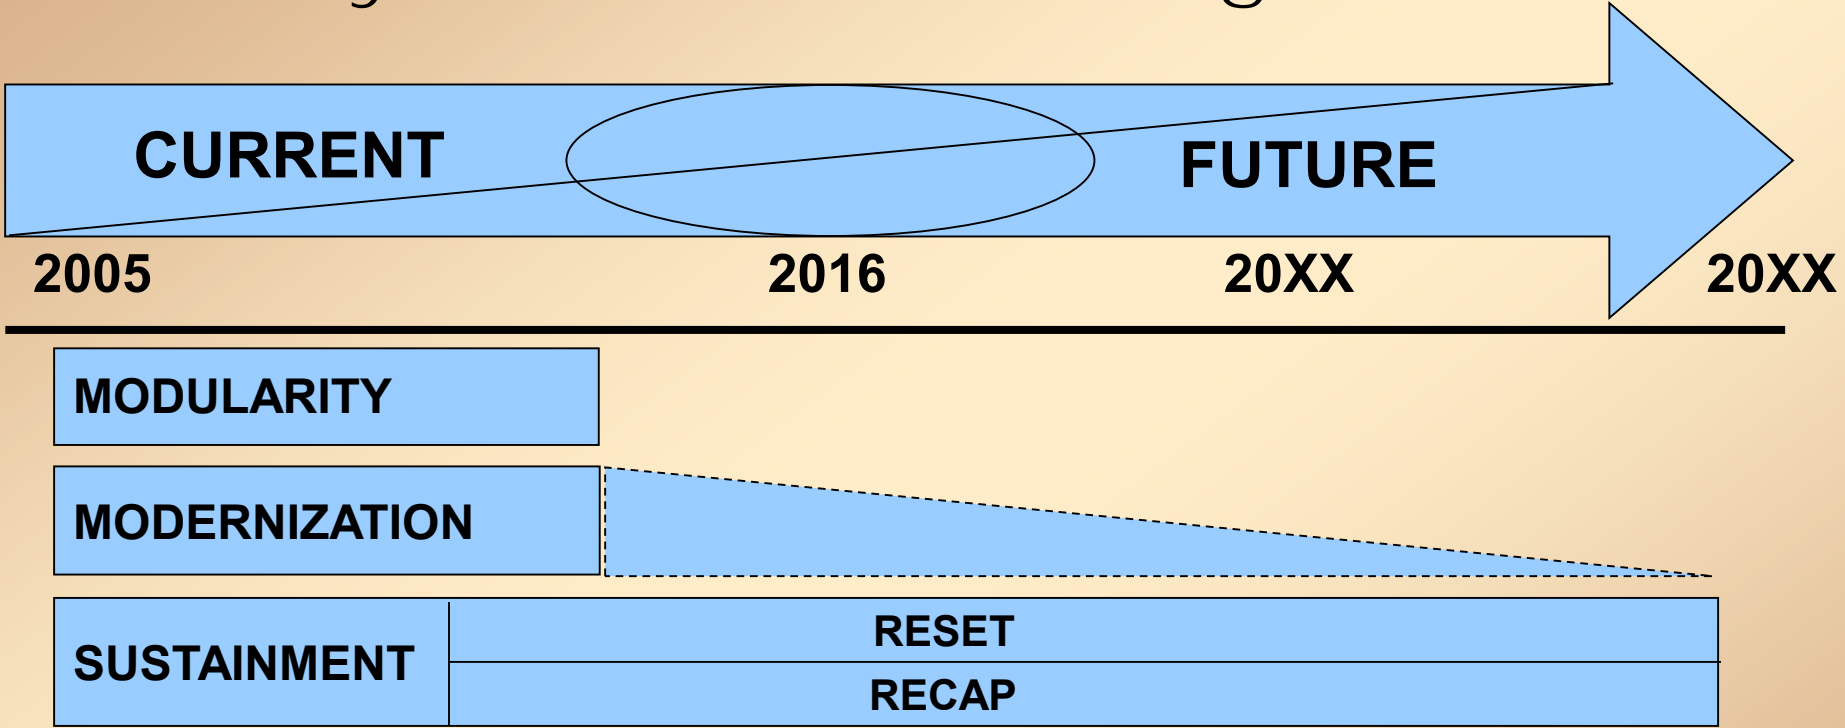 CURRENT
FUTURE
2005 2016 20XX 20XX
MODULARITY
MODERNIZATION
SUSTAINMENT
RESET
RECAP